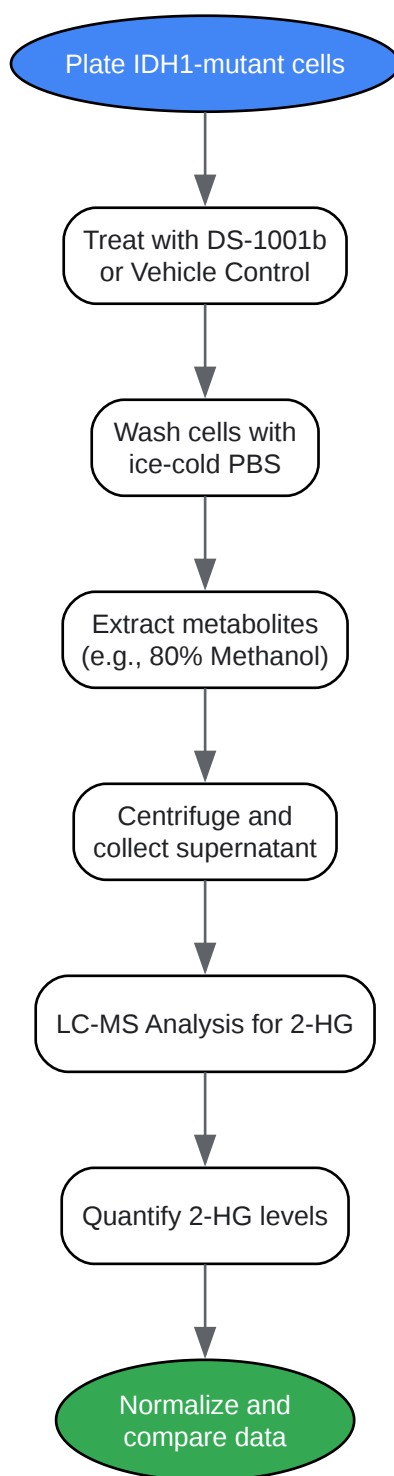 Plate IDH1-mutant cells
Treat with DS-1001b
or Vehicle Control
Wash cells with
ice-cold PBS
Extract metabolites
(e.g., 80% Methanol)
Centrifuge and
collect supernatant
LC-MS Analysis for 2-HG
Quantify 2-HG levels
Normalize and
compare data